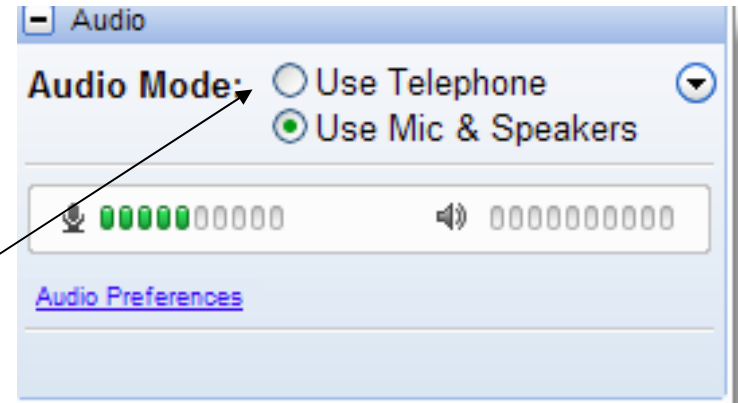 Audio
Audio Mode: Use Telephone
Use Mic & Speakers
Audio Preferences